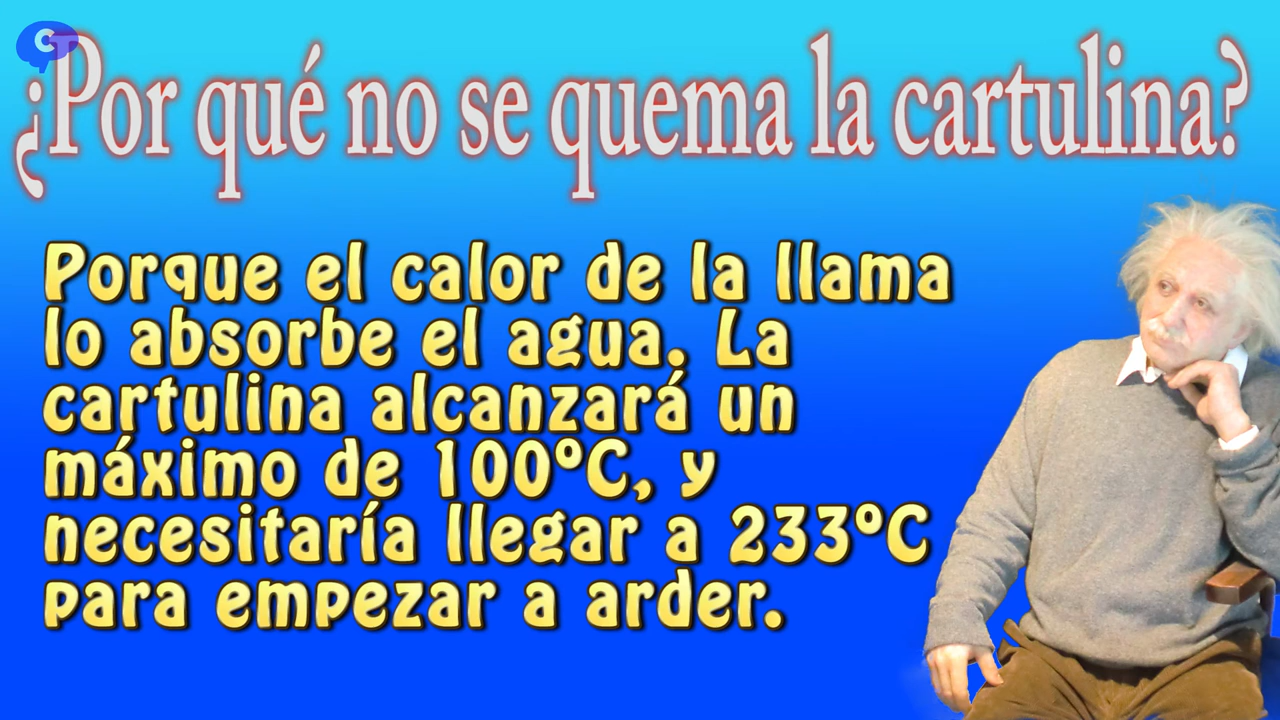 CT
¿Por qué no se quema la cartulina?
Porque el calor de la llama
lo absorbe el agua. La
cartulina alcanzará un
máximo de 100ºC, y
necesitaría llegar a 233ºC
para empezar a arder.